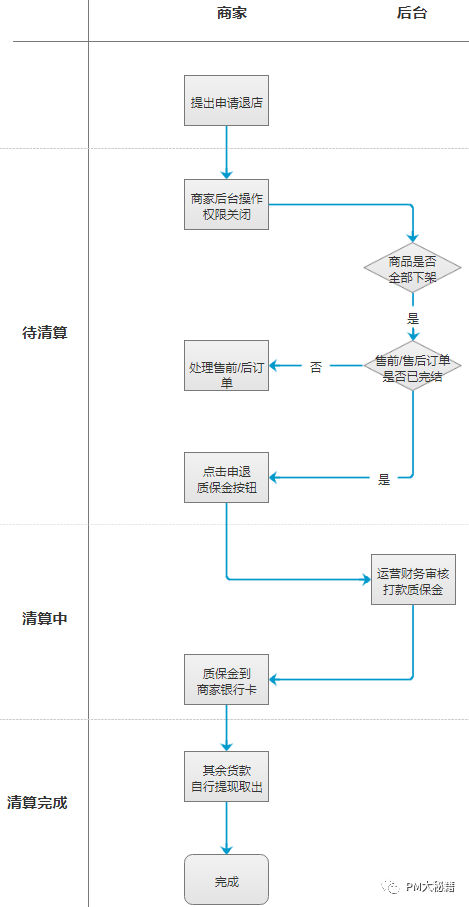 商家
后台
提出申请退店
商家后台操作
权限关闭
商品是否
全部下架
是
待清算
售前/售后订单
是否已完结
否
处理售前/后订
单
点击申退
质保金按钮
是
运营财务审核
打款质保金
清算中
质保金到
商家银行卡
其余货款
自行提现取出
清算完成
完成
PM大秘籍